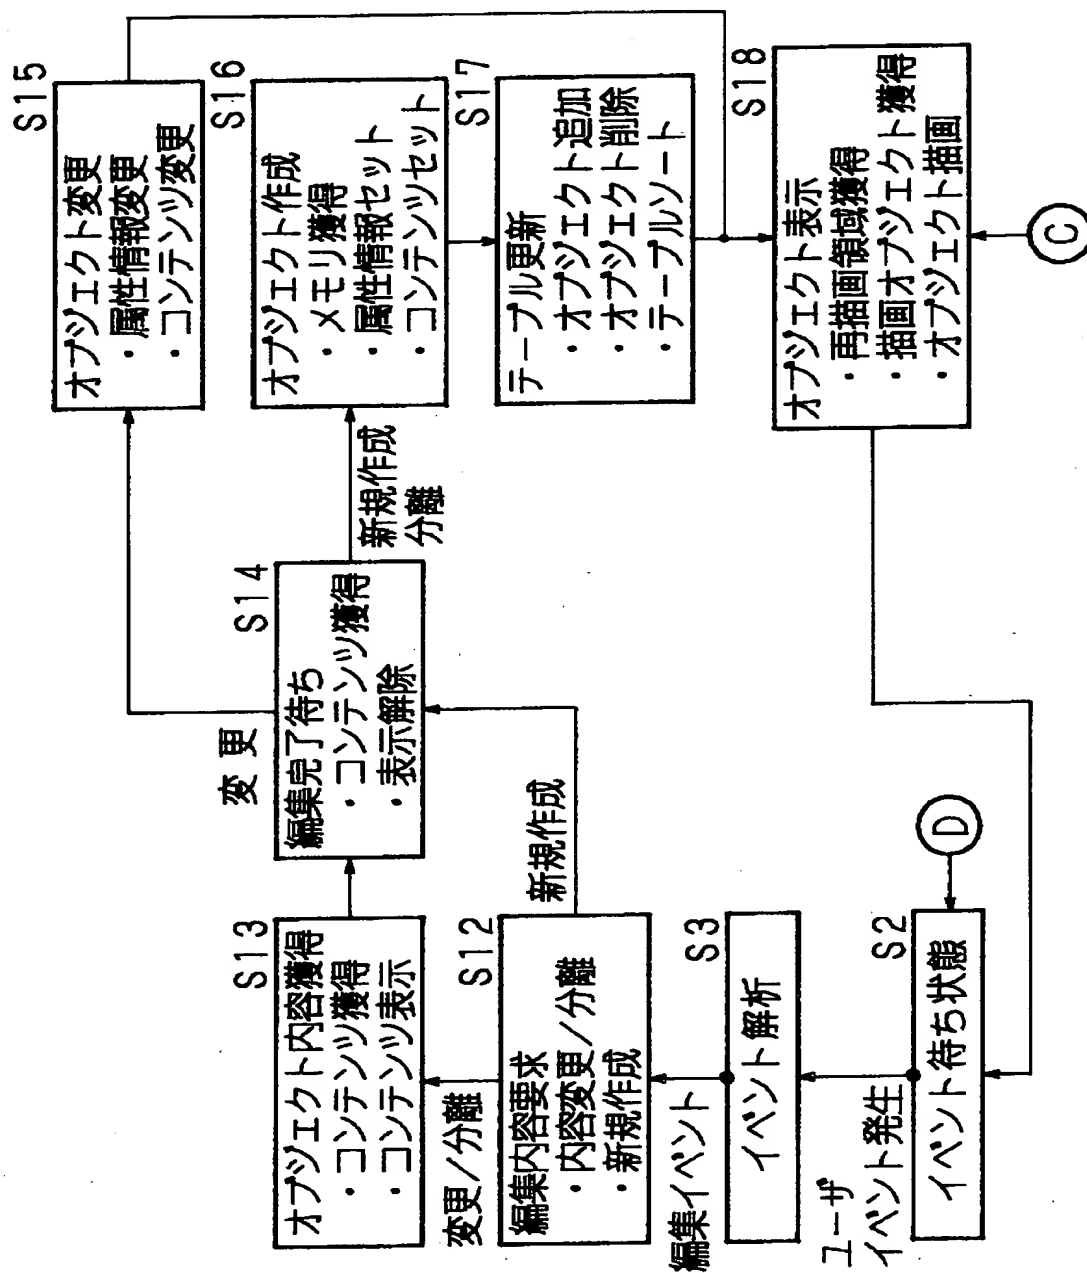 S15
オブジェクト変更
・属性情報変更
・コンテンツ変更
S16
オブジェクト作成
・メモリ獲得
・属性情報セット
・コンテンツセット
S17
テーブル更新
・オブジェクト追加
・オブジェクト削除
・テーブルソート
S18
オブジェクト表示
・再描画領域獲得
・描画オブジェクト獲得
・オブジェクト描画
C
変更
S14
編集完了待ち
・コンテンツ獲得
・表示解除
新規作成
分離
新規作成
S13
オブジェクト内容獲得
・コンテンツ獲得
・コンテンツ表示
変更/分離
S12
編集内容要求
・内容変更/分離
・新規作成
編集イベント
S3
イベント解析
ユーザ
イベント発生
S2
イベント待ち状態
D